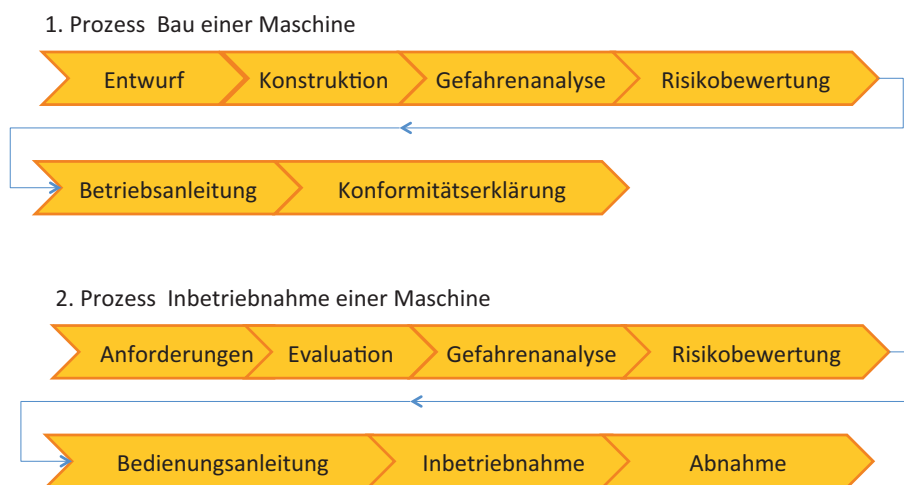 1. Prozess  Bau einer Maschine
Entwurf Konstruktion Gefahrenanalyse Risikobewertung
Betriebsanleitung Konformitätserklärung
2. Prozess  Inbetriebnahme einer Maschine
Anforderungen Evaluation Gefahrenanalyse Risikobewertung
Bedienungsanleitung Inbetriebnahme Abnahme